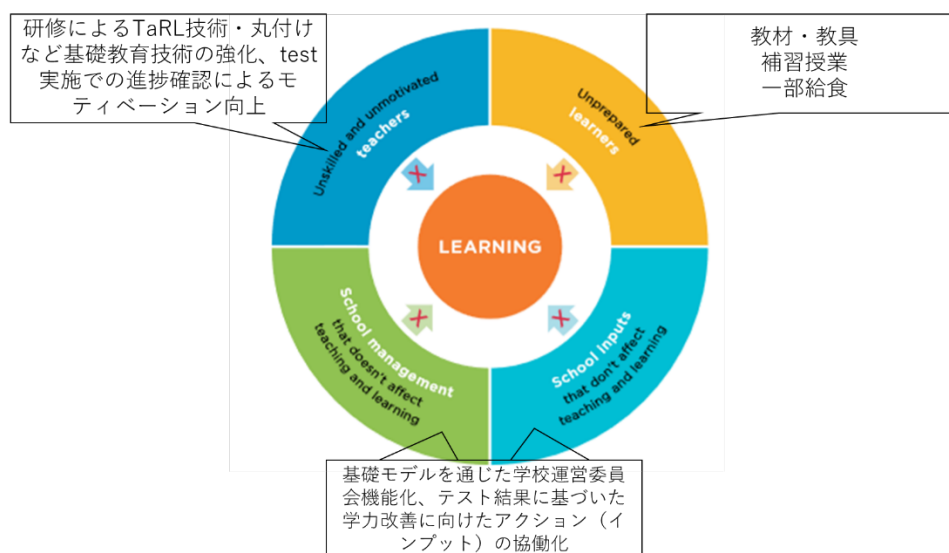 研修によるTaRL技術・丸付け
など基礎教育技術の強化、test
実施での進捗確認によるモ
ティベーション向上
教材・教具
補習授業
一部給食
Unskilled and unmotivated
teachers
Unprepared
learners
LEARNING
School management
that doesn't affect
teaching and learning
School inputs
that don't affect
teaching and learning
基礎モデルを通じた学校運営委員
会機能化、テスト結果に基づいた
学力改善に向けたアクション（イ
ンプット）の協働化